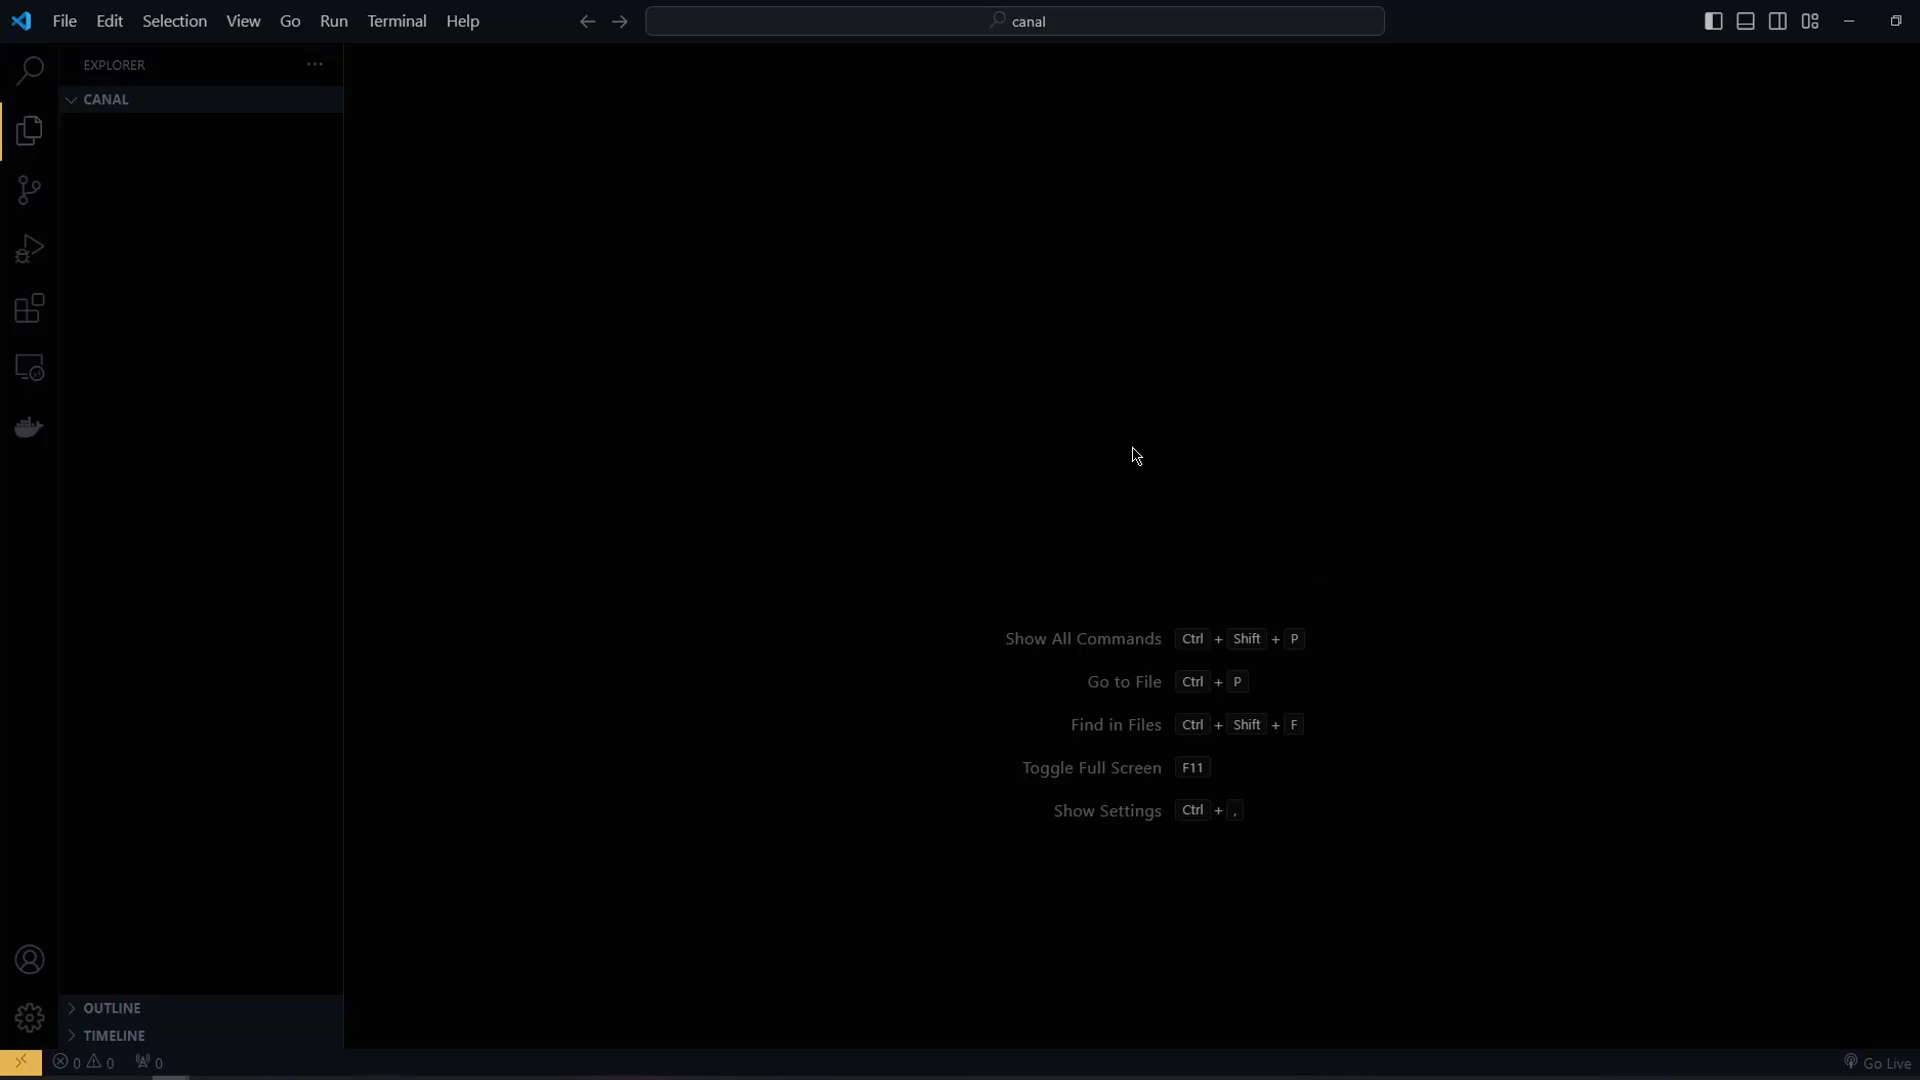 File Edit Selection View Go Run Terminal Help
canal
EXPLORER
CANAL
Show All Commands Ctrl + Shift + P
Go to File Ctrl + P
Find in Files Ctrl + Shift + F
Toggle Full Screen F11
Show Settings Ctrl + ,
OUTLINE
TIMELINE
0 0 0
Go Live